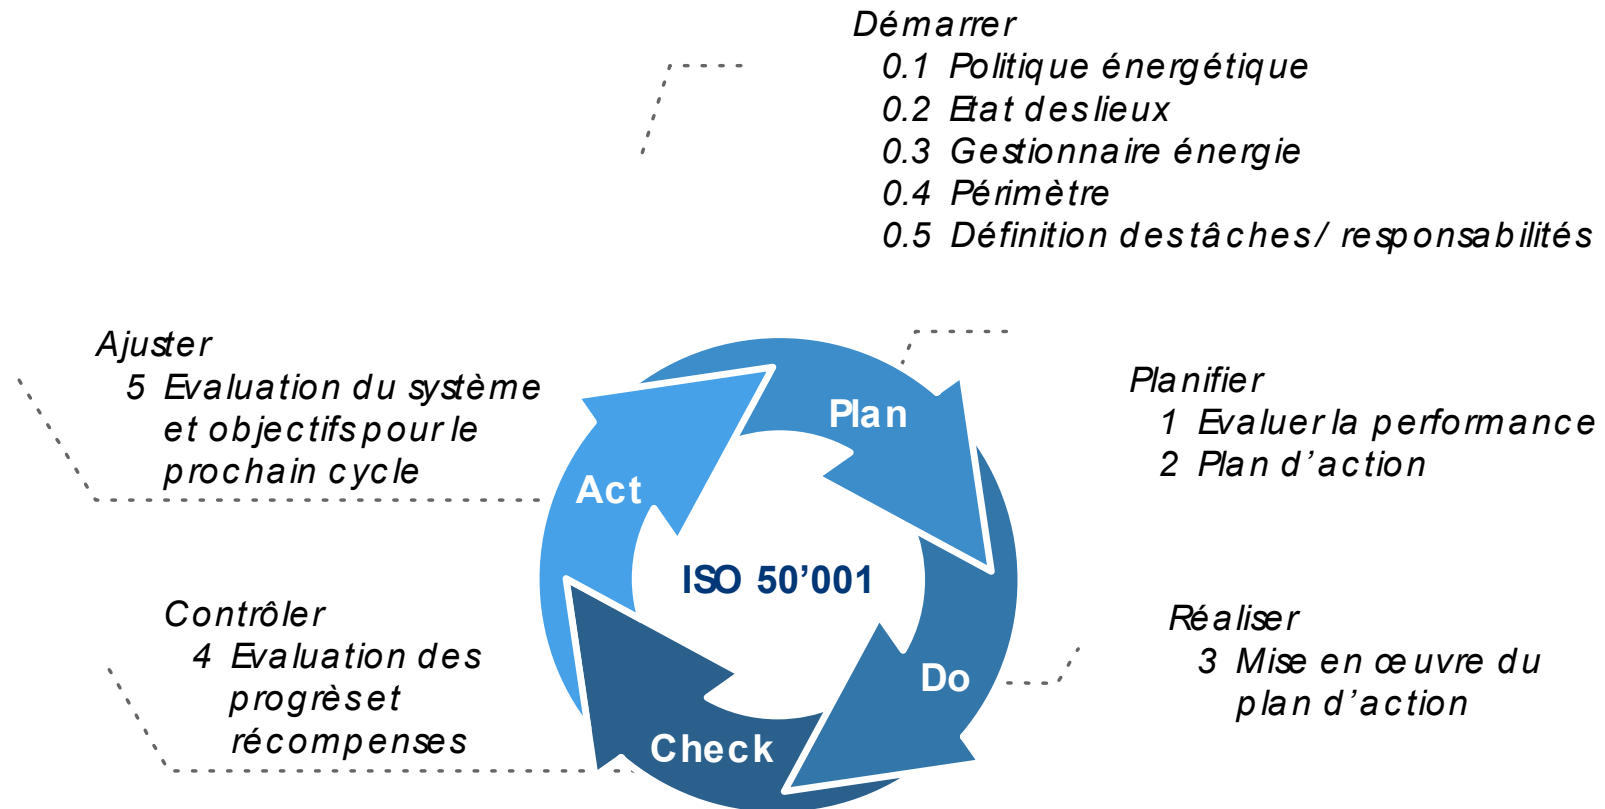 Démarrer
0.1 Politique énergétique
0.2 Etat des lieux
0.3 Gestionnaire énergie
0.4 Périmètre
0.5 Définition des tâches / responsabilités
Ajuster
5 Evaluation du système
et objectifs pour le
prochain cycle
Plan
Planifier
1 Evaluer la performance
2 Plan d’action
Act
ISO 50’001
Contrôler
4 Evaluation des
progrès et
récompenses
Réaliser
3 Mise en œuvre du
plan d’action
Do
Check